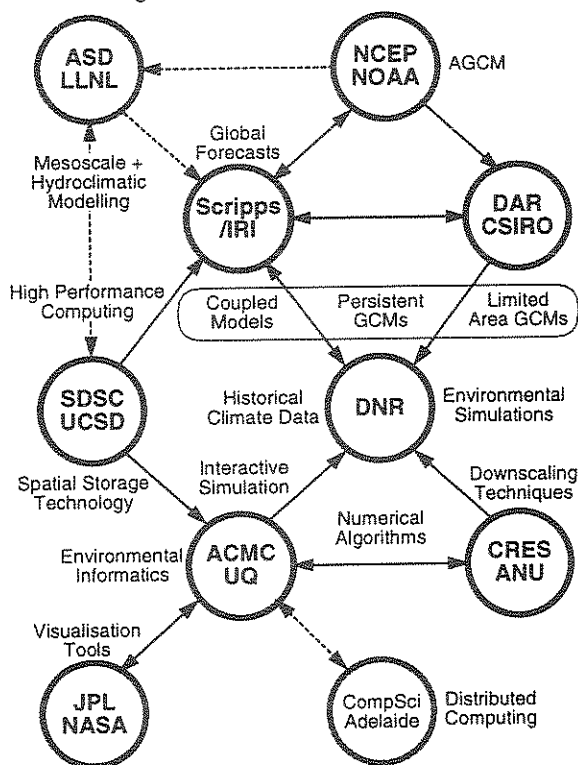 ASD
LLNL
NCEP
NOAA
AGCM
Global
Forecasts
Mesoscale +
Hydroclimatic
Modelling
Scripps
/IRI
DAR
CSIRO
High Performance
Computing
Coupled
Models
Persistent
GCMs
Limited
Area GCMs
SDSC
UCSD
Historical
Climate Data
DNR
Environmental
Simulations
Spatial Storage
Technology
Interactive
Simulation
Downscaling
Techniques
Numerical
Algorithms
Environmental
Informatics
ACMC
UQ
CRES
ANU
Visualisation
Tools
JPL
NASA
CompSci
Adelaide
Distributed
Computing